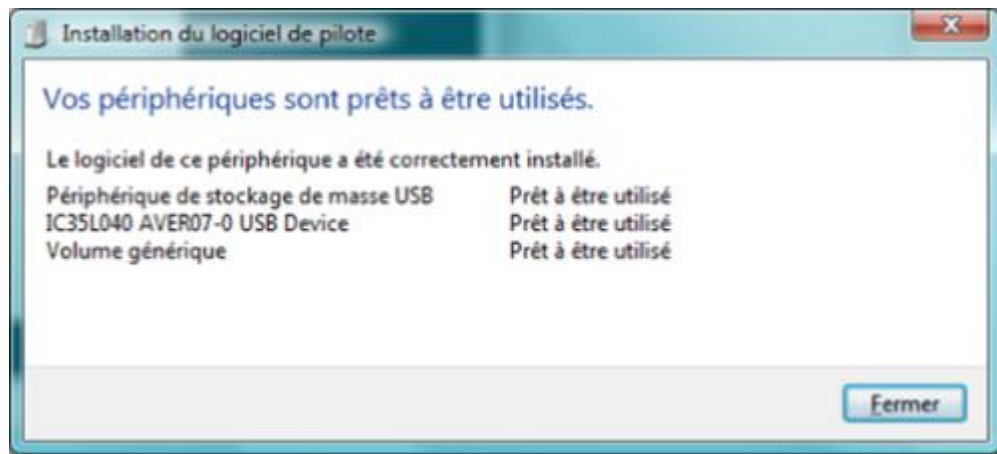 Installation du logiciel de pilote
Vos périphériques sont prêts à être utilisés.
Le logiciel de ce périphérique a été correctement installé.
Périphérique de stockage de masse USB Prêt à être utilisé
IC35L040 AVER07-0 USB Device Prêt à être utilisé
Volume générique Prêt à être utilisé
Fermer